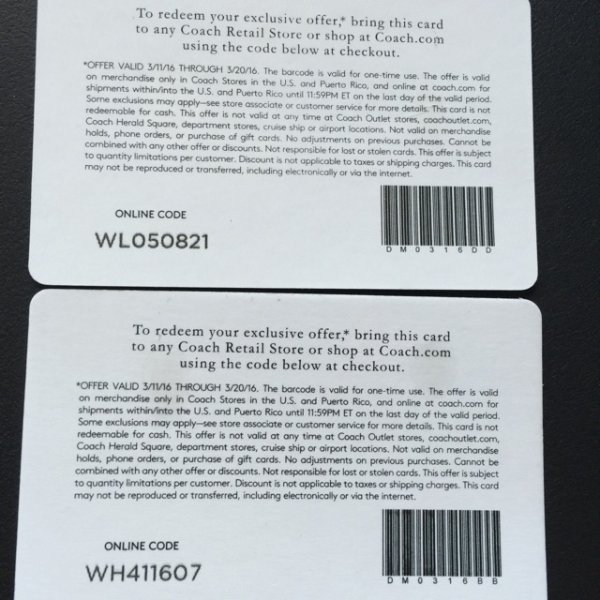 To redeem your exclusive offer,* bring this card
to any Coach Retail Store or shop at Coach.com
using the code below at checkout.
*OFFER VALID 3/11/16 THROUGH 3/20/16. The barcode is valid for one-time use. The offer is valid
on merchandise only in Coach Stores in the U.S. and Puerto Rico, and online at coach.com for
shipments within/into the U.S. and Puerto Rico until 11:59PM ET on the last day of the valid period.
Some exclusions may apply—see store associate or customer service for more details. This card is not
redeemable for cash. This offer is not valid at any time at Coach Outlet stores, coachoutlet.com,
Coach Herald Square, department stores, cruise ship or airport locations. Not valid on merchandise
holds, phone orders, or purchase of gift cards. No adjustments on previous purchases. Cannot be
combined with any other offer or discounts. Not responsible for lost or stolen cards. This offer is subject
to quantity limitations per customer. Discount is not applicable to taxes or shipping charges. This card
may not be reproduced or transferred, including electronically or via the internet.
ONLINE CODE
WL050821
DM0316DD
To redeem your exclusive offer,* bring this card
to any Coach Retail Store or shop at Coach.com
using the code below at checkout.
*OFFER VALID 3/11/16 THROUGH 3/20/16. The barcode is valid for one-time use. The offer is valid
on merchandise only in Coach Stores in the U.S. and Puerto Rico, and online at coach.com for
shipments within/into the U.S. and Puerto Rico until 11:59PM ET on the last day of the valid period.
Some exclusions may apply—see store associate or customer service for more details. This card is not
redeemable for cash. This offer is not valid at any time at Coach Outlet stores, coachoutlet.com,
Coach Herald Square, department stores, cruise ship or airport locations. Not valid on merchandise
holds, phone orders, or purchase of gift cards. No adjustments on previous purchases. Cannot be
combined with any other offer or discounts. Not responsible for lost or stolen cards. This offer is subject
to quantity limitations per customer. Discount is not applicable to taxes or shipping charges. This card
may not be reproduced or transferred, including electronically or via the internet.
ONLINE CODE
WH411607
DM0316BB